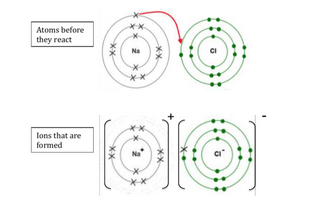 Atoms before
they react
Na
Cl
Ions that are
formed
+
-
Na+
Cl-